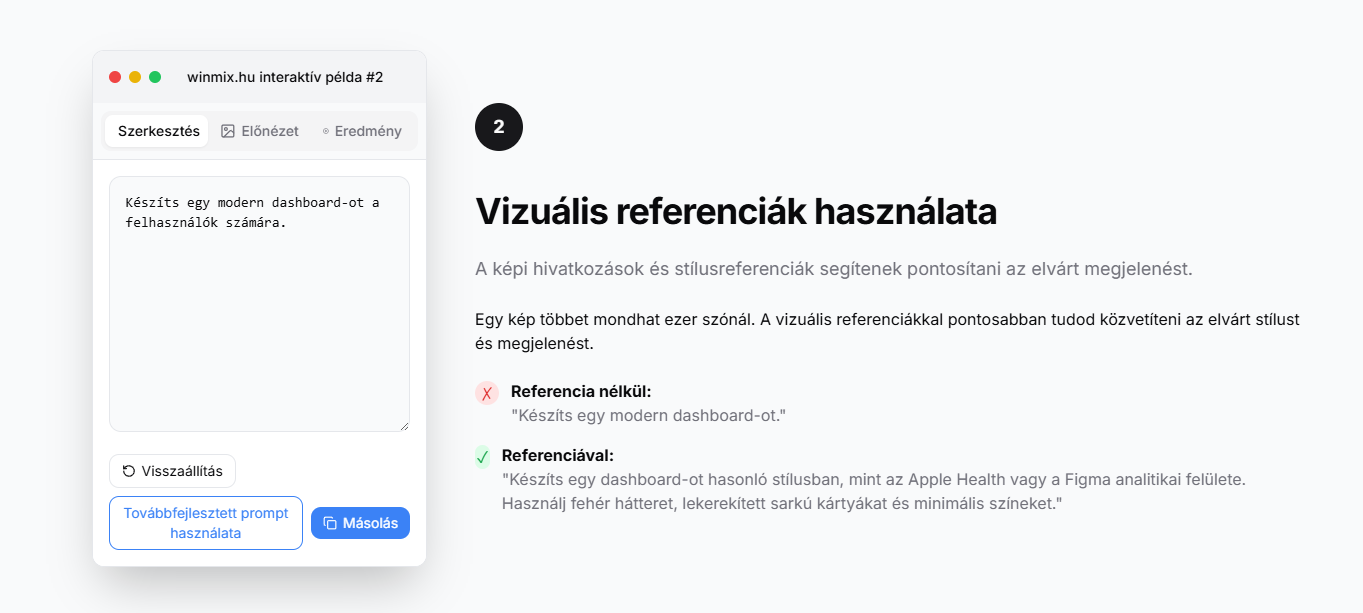 winmix.hu interaktív példa #2
Szerkesztés
Előnézet
Eredmény
Készíts egy modern dashboard-ot a
felhasználók számára.
Visszaállítás
Továbbfejlesztett prompt
használata
Másolás
2
Vizuális referenciák használata
A képi hivatkozások és stílusreferenciák segítenek pontosítani az elvárt megjelenést.
Egy kép többet mondhat ezer szónál. A vizuális referenciákkal pontosabban tudod közvetíteni az elvárt stílust
és megjelenést.
Referencia nélkül:
"Készíts egy modern dashboard-ot."
Referenciával:
"Készíts egy dashboard-ot hasonló stílusban, mint az Apple Health vagy a Figma analitikai felülete.
Használj fehér hátteret, lekerekített sarkú kártyákat és minimális színeket."